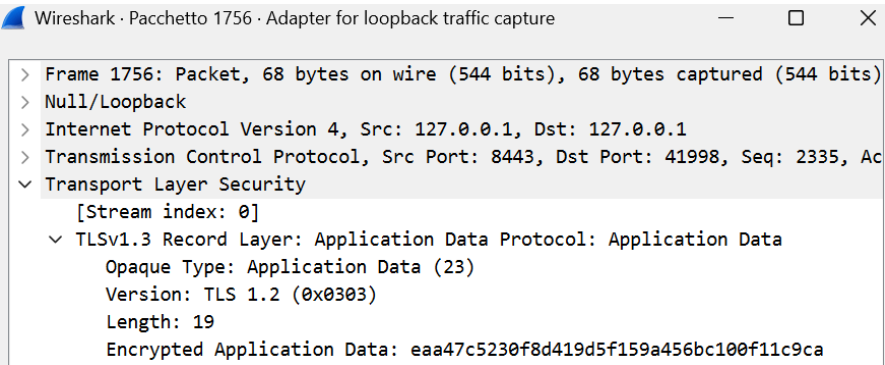 Wireshark · Pacchetto 1756 · Adapter for loopback traffic capture
Frame 1756: Packet, 68 bytes on wire (544 bits), 68 bytes captured (544 bits)
Null/Loopback
Internet Protocol Version 4, Src: 127.0.0.1, Dst: 127.0.0.1
Transmission Control Protocol, Src Port: 8443, Dst Port: 41998, Seq: 2335, Ac
Transport Layer Security
[Stream index: 0]
TLSv1.3 Record Layer: Application Data Protocol: Application Data
Opaque Type: Application Data (23)
Version: TLS 1.2 (0x0303)
Length: 19
Encrypted Application Data: eaa47c5230f8d419d5f159a456bc100f11c9ca